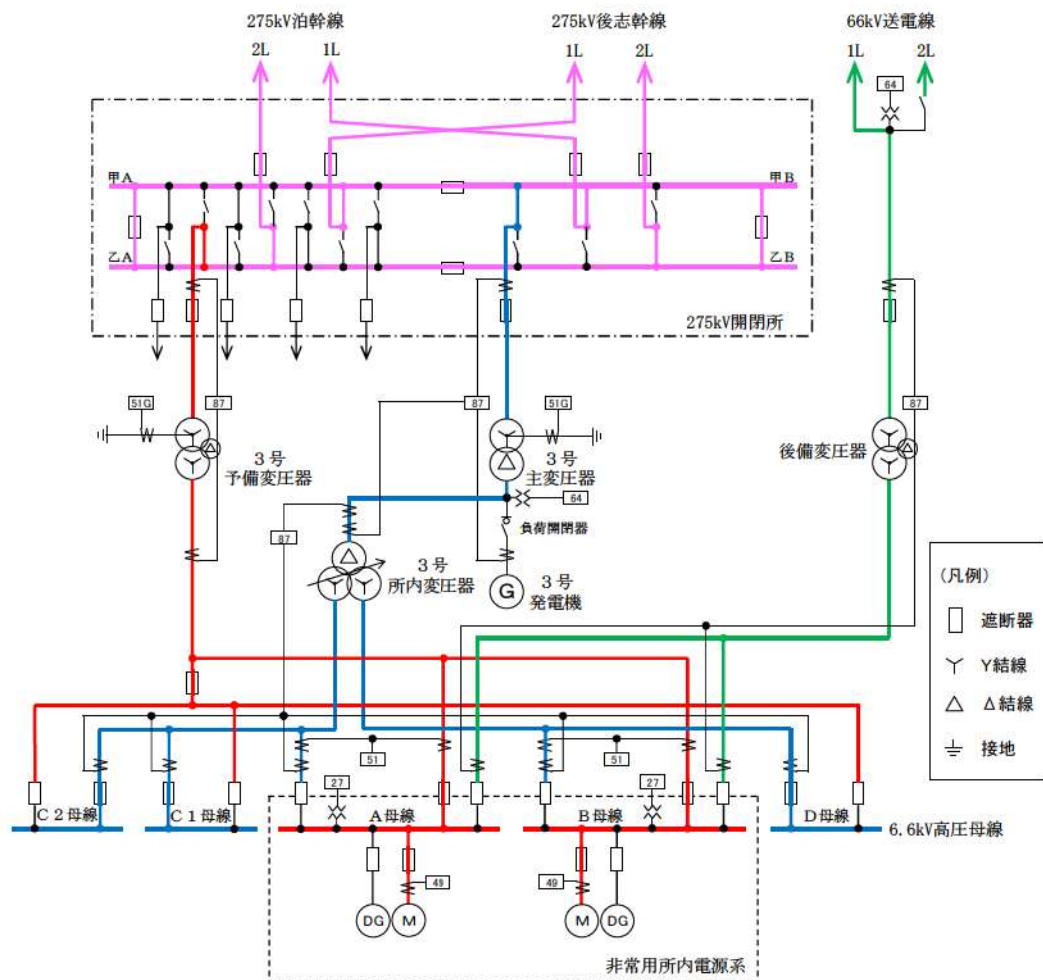 275kV泊幹線
275kV後志幹線
66kV送電線
2L
1L
1L
2L
1L
2L
64
甲A
甲B
乙A
乙B
275kV開閉所
51G
87
87
51G
87
3号
予備変圧器
3号
主変圧器
後備変圧器
64
87
負荷開閉器
3号
所内変圧器
G
3号
発電機
(凡例)
遮断器
Y結線
Δ結線
接地
51
51
27
27
C2母線
C1母線
A母線
B母線
D母線
6.6kV高圧母線
49
49
DG
M
M
DG
非常用所内電源系